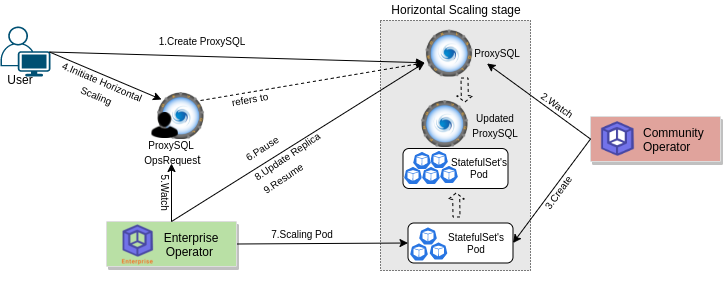 Horizontal Scaling stage
1.Create ProxySQL
ProxySQL
User
4.Initiate Horizontal
Scaling
refers to
2.Watch
Updated
ProxySQL
Community
Operator
ProxySQL
OpsRequest
6.Pause
8.Update Replica
9.Resume
StatefulSet's
Pod
5.Watch
3.Create
Enterprise
Operator
Enterprise
7.Scaling Pod
StatefulSet's
Pod